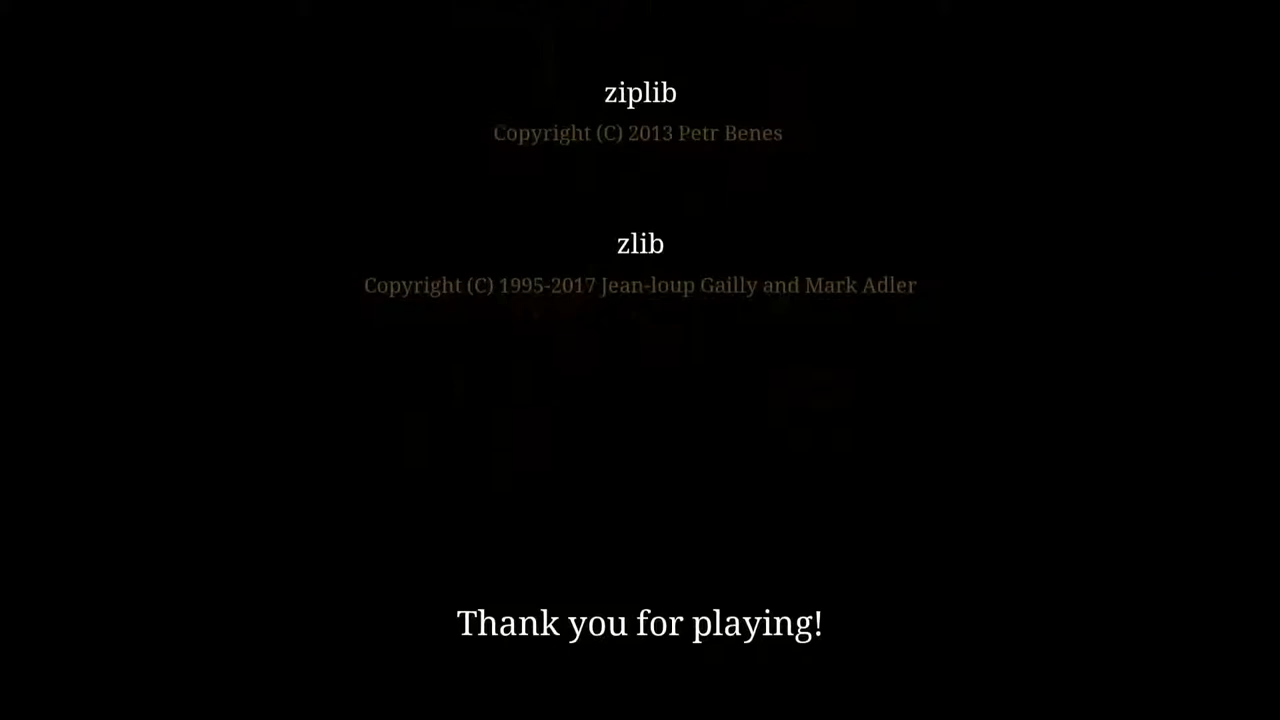 ziplib
Copyright (C) 2013 Petr Benes
zlib
Copyright (C) 1995-2017 Jean-loup Gailly and Mark Adler
Thank you for playing!